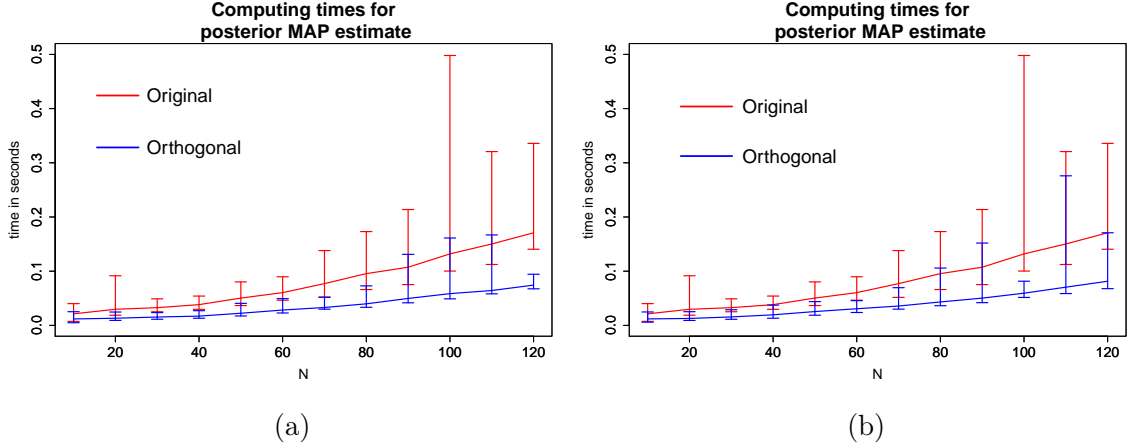 Computing times for
posterior MAP estimate
time in seconds
0.5
0.4
0.3
0.2
0.1
0.0
Original
Orthogonal
20 40 60 80 100 120
N
(a)
Computing times for
posterior MAP estimate
time in seconds
0.5
0.4
0.3
0.2
0.1
0.0
Original
Orthogonal
20 40 60 80 100 120
N
(b)